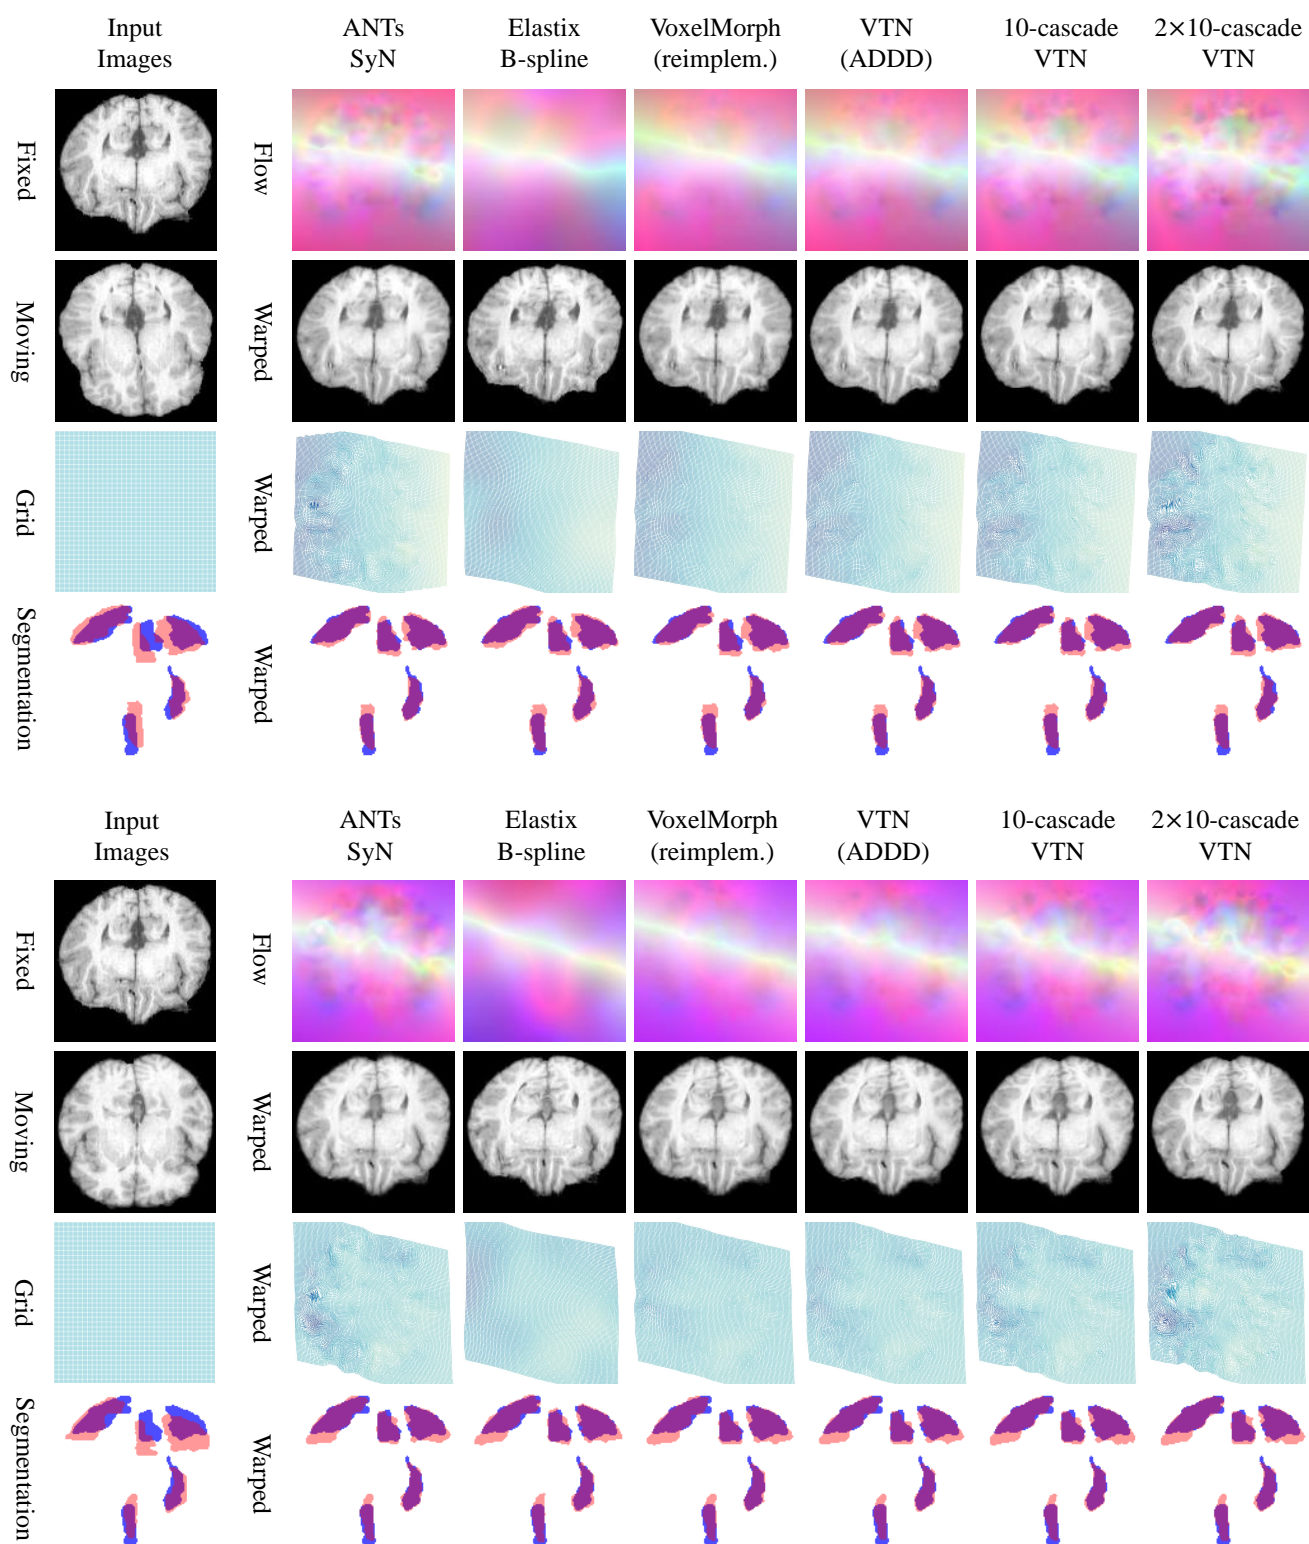 Input Images
ANTs SyN
Elastix B-spline
VoxelMorph (reimplem.)
VTN (ADDD)
10-cascade VTN
2×10-cascade VTN
Fixed
Flow
Moving
Warped
Grid
Warped
Segmentation
Warped
Input Images
ANTs SyN
Elastix B-spline
VoxelMorph (reimplem.)
VTN (ADDD)
10-cascade VTN
2×10-cascade VTN
Fixed
Flow
Moving
Warped
Grid
Warped
Segmentation
Warped